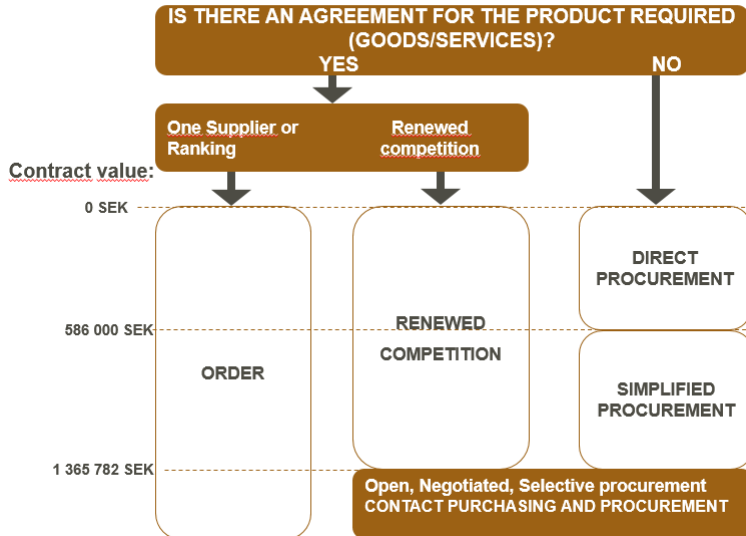 IS THERE AN AGREEMENT FOR THE PRODUCT REQUIRED
(GOODS/SERVICES)?
YES
NO
One Supplier or
Ranking
Renewed
competition
Contract value:
0 SEK
DIRECT
PROCUREMENT
586 000 SEK
RENEWED
COMPETITION
ORDER
SIMPLIFIED
PROCUREMENT
1 365 782 SEK
Open, Negotiated, Selective procurement
CONTACT PURCHASING AND PROCUREMENT